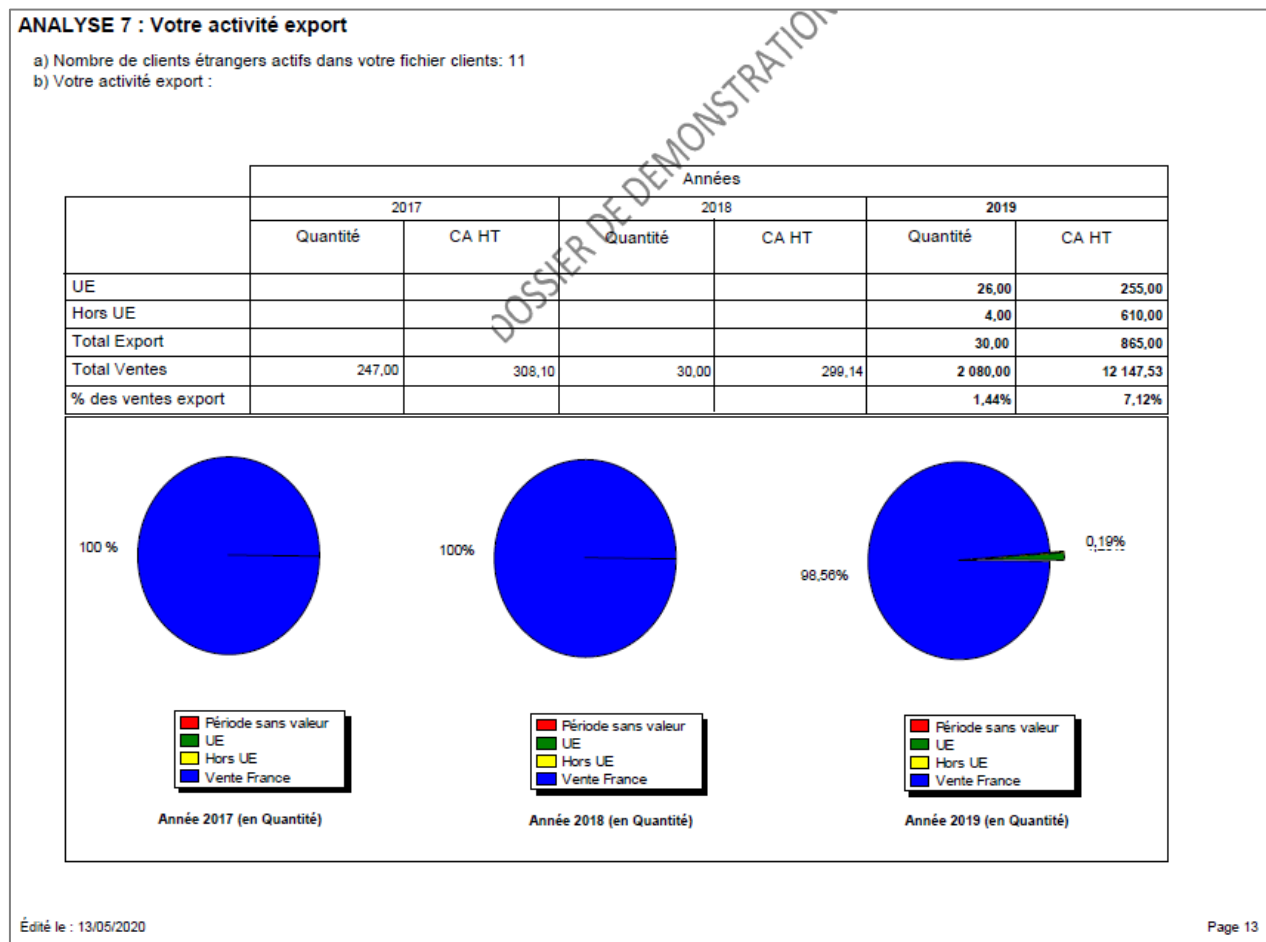 ANALYSE 7 : Votre activité export
a) Nombre de clients étrangers actifs dans votre fichier clients: 11
b) Votre activité export :
DOSSIER DE DEMONSTRATION
Années
2017 2018 2019
Quantité CA HT Quantité CA HT Quantité CA HT
UE 26,00 255,00
Hors UE 4,00 610,00
Total Export 30,00 865,00
Total Ventes 247,00 308,10 30,00 299,14 2 080,00 12 147,53
% des ventes export 1,44% 7,12%
100 % 100% 98,56% 0,19%
Période sans valeur
UE
Hors UE
Vente France
Année 2017 (en Quantité)
Période sans valeur
UE
Hors UE
Vente France
Année 2018 (en Quantité)
Période sans valeur
UE
Hors UE
Vente France
Année 2019 (en Quantité)
Édité le : 13/05/2020 Page 13